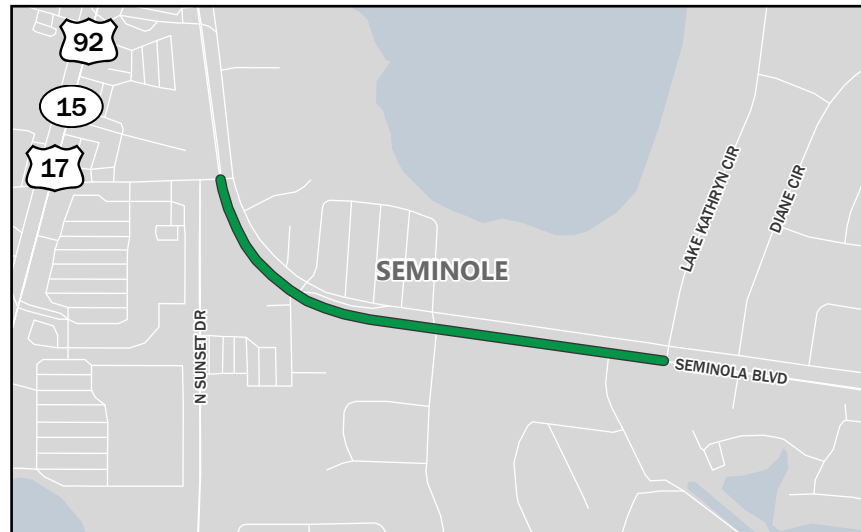 92
15
17
SEMINOLE
N SUNSET DR
LAKE KATHRYN CIR
DIANE CIR
SEMINOLA BLVD